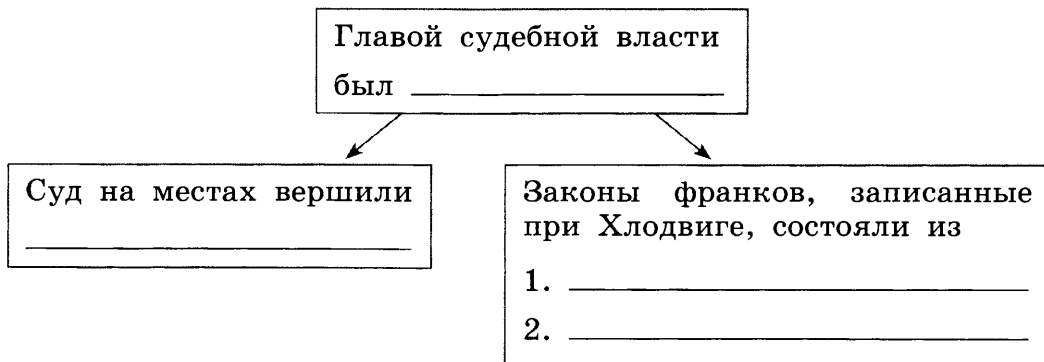 Главой судебной власти
был
Суд на местах вершили
Законы франков, записанные
при Хлодвиге, состояли из
1.
2.